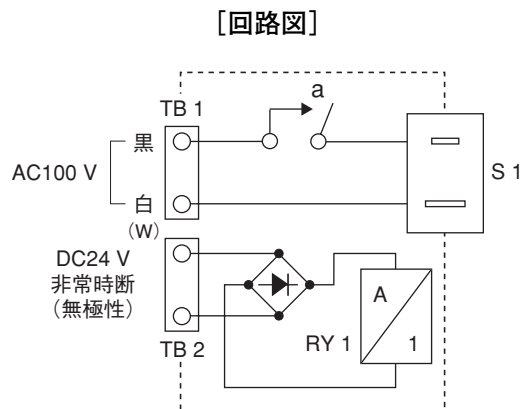 ［回路図］
TB 1
a
黒
AC100 V
白
(W)
S 1
DC24 V
非常時断
（無極性）
A
RY 1
1
TB 2